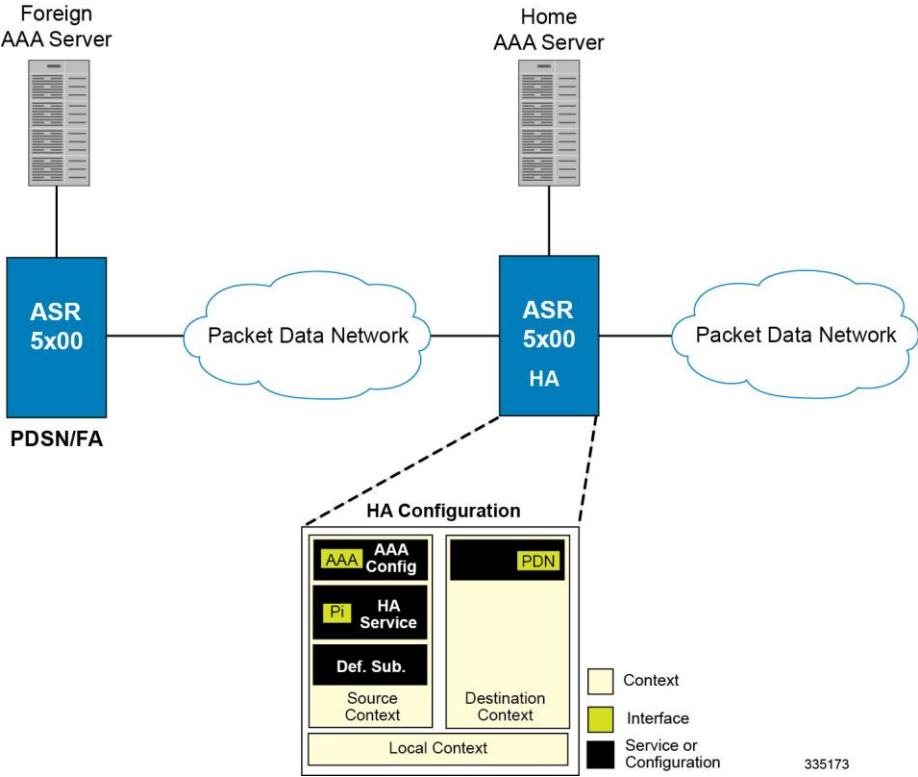 Foreign
AAA Server
Home
AAA Server
ASR
5x00
PDSN/FA
Packet Data Network
ASR
5x00
HA
Packet Data Network
HA Configuration
AAA
AAA
Config
Pi
HA
Service
Def. Sub.
Source
Context
PDN
Destination
Context
Local Context
Context
Interface
Service or
Configuration
335173